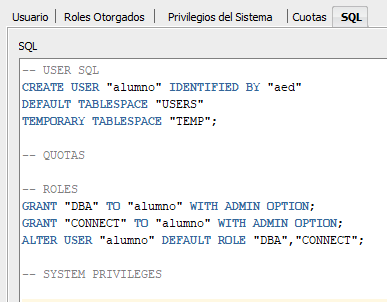 Usuario Roles Otorgados Privilegios del Sistema Cuotas SQL
SQL
-- USER SQL
CREATE USER "alumno" IDENTIFIED BY "aed"
DEFAULT TABLESPACE "USERS"
TEMPORARY TABLESPACE "TEMP";
-- QUOTAS
-- ROLES
GRANT "DBA" TO "alumno" WITH ADMIN OPTION;
GRANT "CONNECT" TO "alumno" WITH ADMIN OPTION;
ALTER USER "alumno" DEFAULT ROLE "DBA","CONNECT";
-- SYSTEM PRIVILEGES